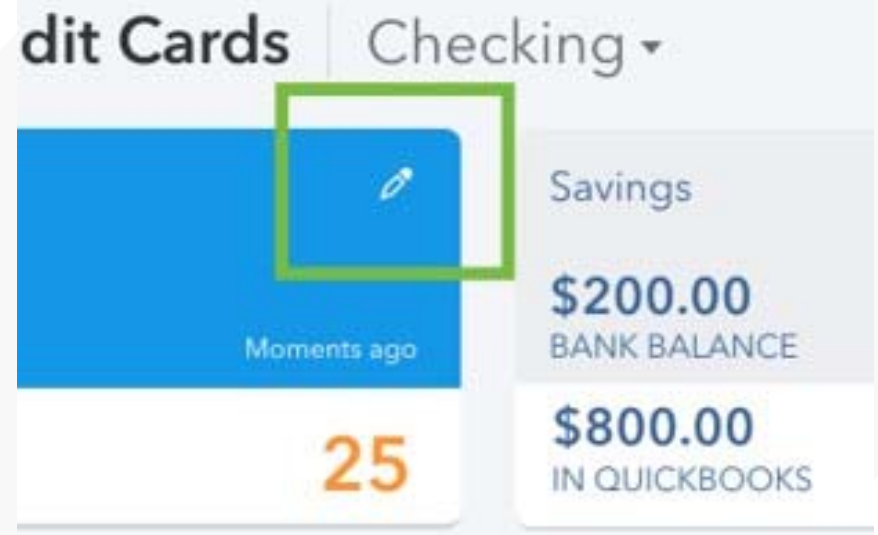 dit Cards
Checking
Moments ago
25
Savings
$200.00
BANK BALANCE
$800.00
IN QUICKBOOKS